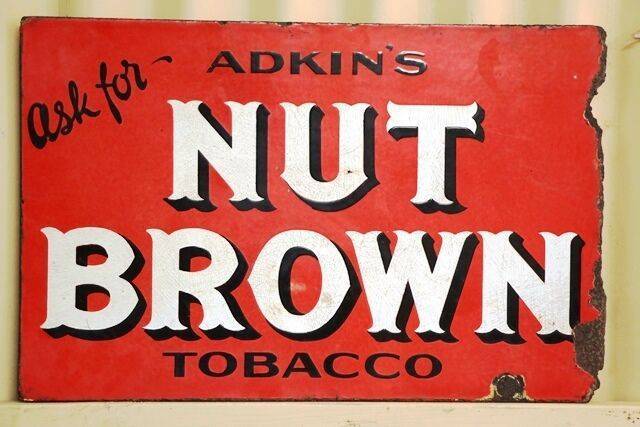 ask for-
ADKIN'S
NUT
BROWN
TOBACCO